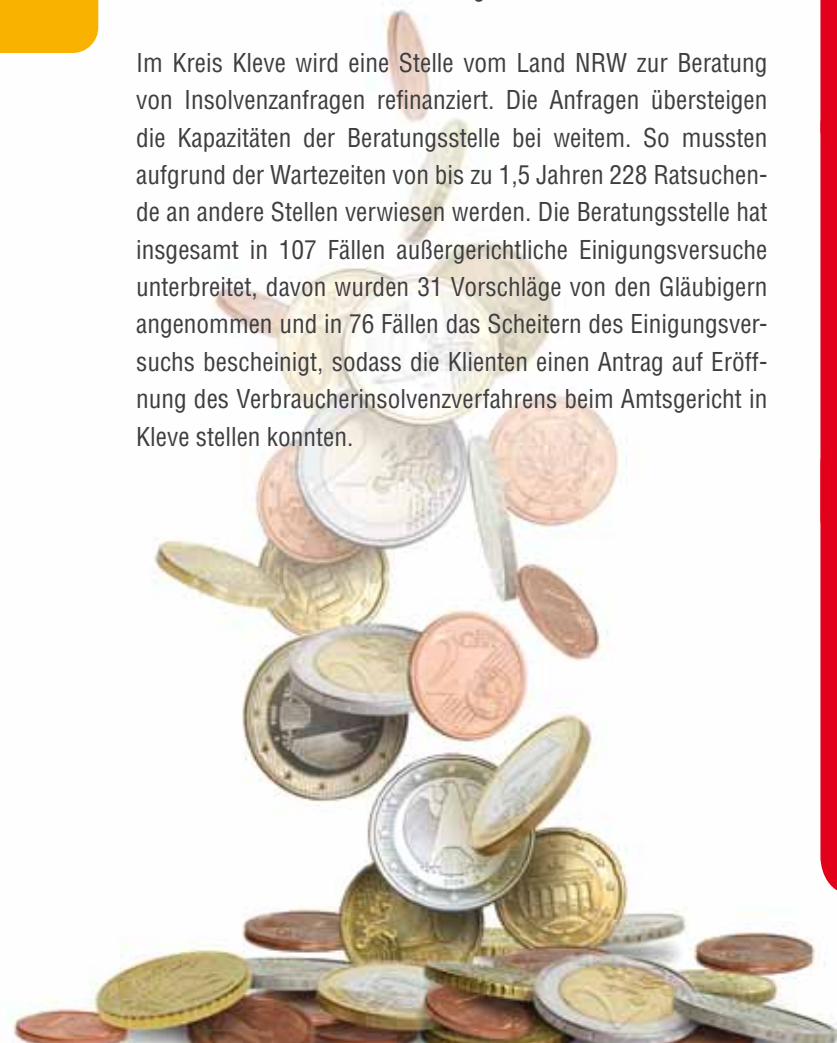 Im Kreis Kleve wird eine Stelle vom Land NRW zur Beratung
von Insolvenzanfragen refinanziert. Die Anfragen übersteigen
die Kapazitäten der Beratungsstelle bei weitem. So mussten
aufgrund der Wartezeiten von bis zu 1,5 Jahren 228 Ratsuchen-
de an andere Stellen verwiesen werden. Die Beratungsstelle hat
insgesamt in 107 Fällen außergerichtliche Einigungsversuche
unterbreitet, davon wurden 31 Vorschläge von den Gläubigern
angenommen und in 76 Fällen das Scheitern des Einigungsver-
suchs bescheinigt, sodass die Klienten einen Antrag auf Eröff-
nung des Verbraucherinsolvenzverfahrens beim Amtsgericht in
Kleve stellen konnten.